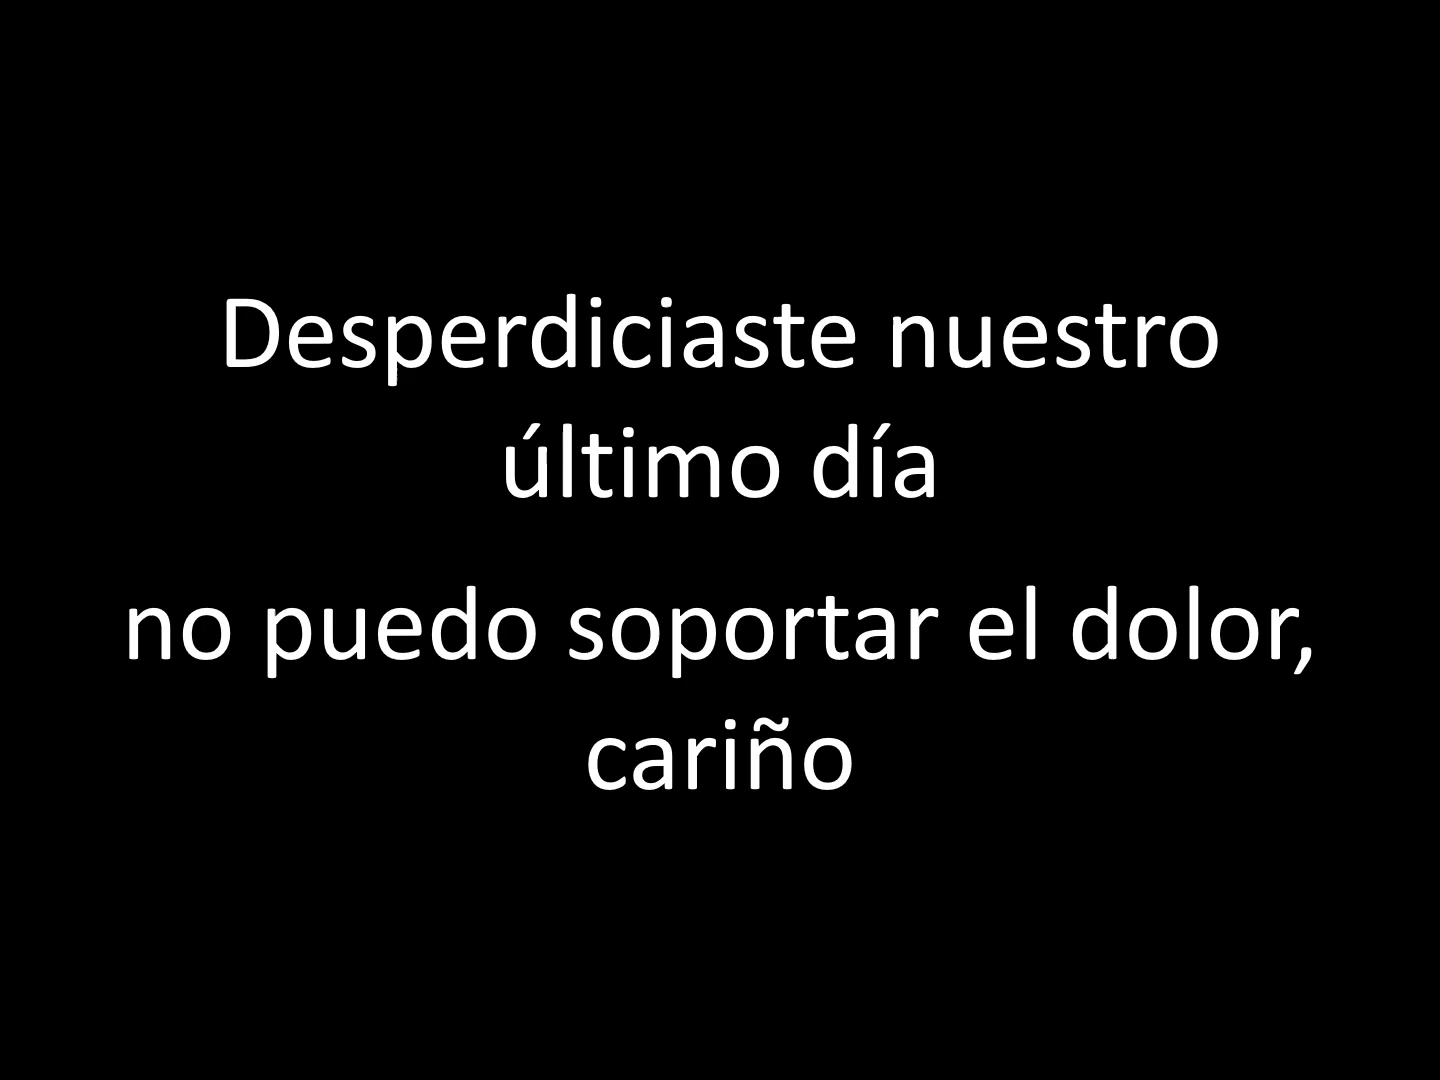 Desperdiciaste nuestro
último día
no puedo soportar el dolor,
cariño